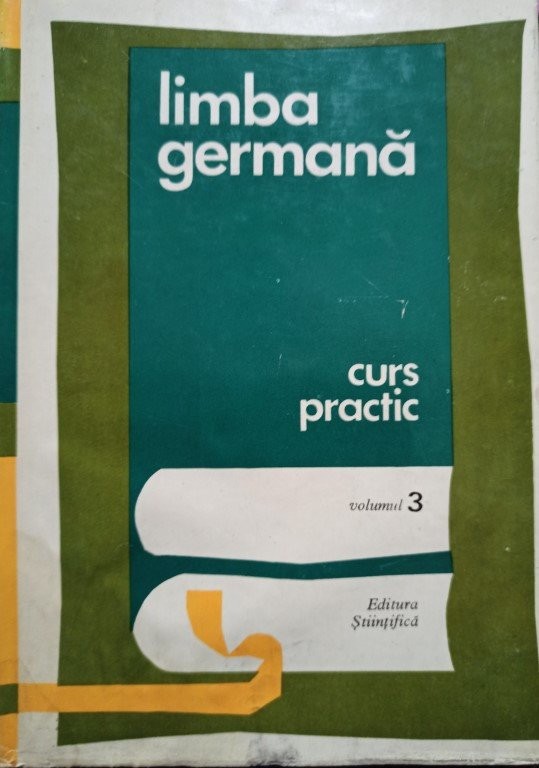 limba
germană
curs
practic
volumul 3
Editura
Științifică